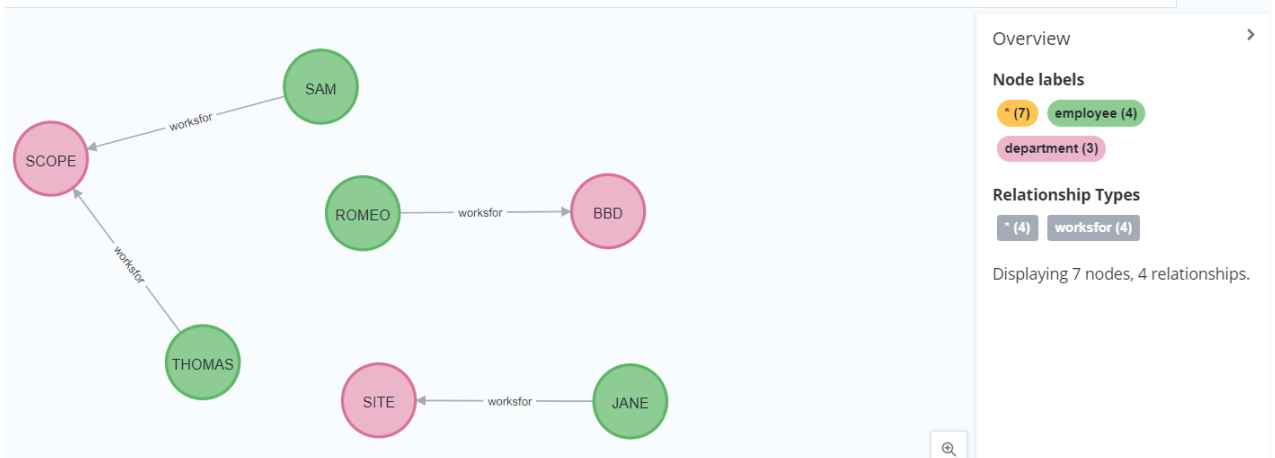 SAM
worksfor
SCOPE
ROMEO
worksfor
BBD
worksfor
THOMAS
SITE
worksfor
JANE
Overview
Node labels
* (7) employee (4)
department (3)
Relationship Types
* (4) worksfor (4)
Displaying 7 nodes, 4 relationships.